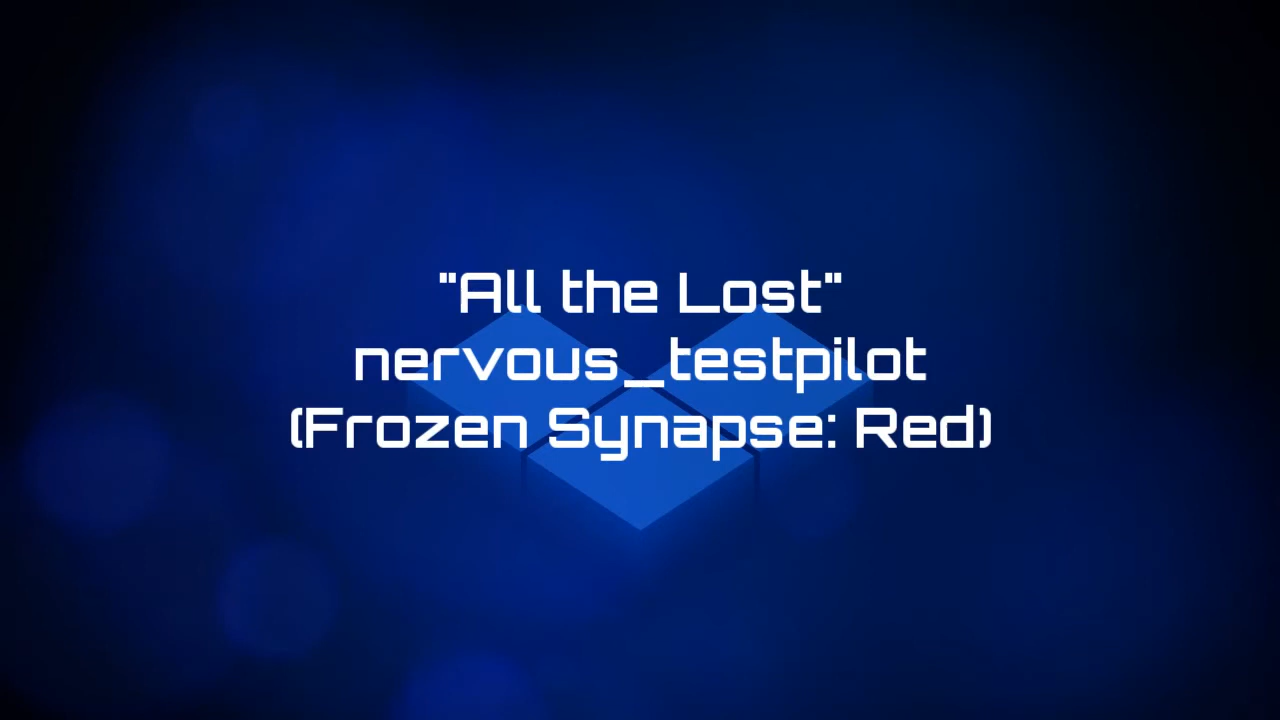 "All the Lost"
nervous_testpilot
(Frozen Synapse: Red)